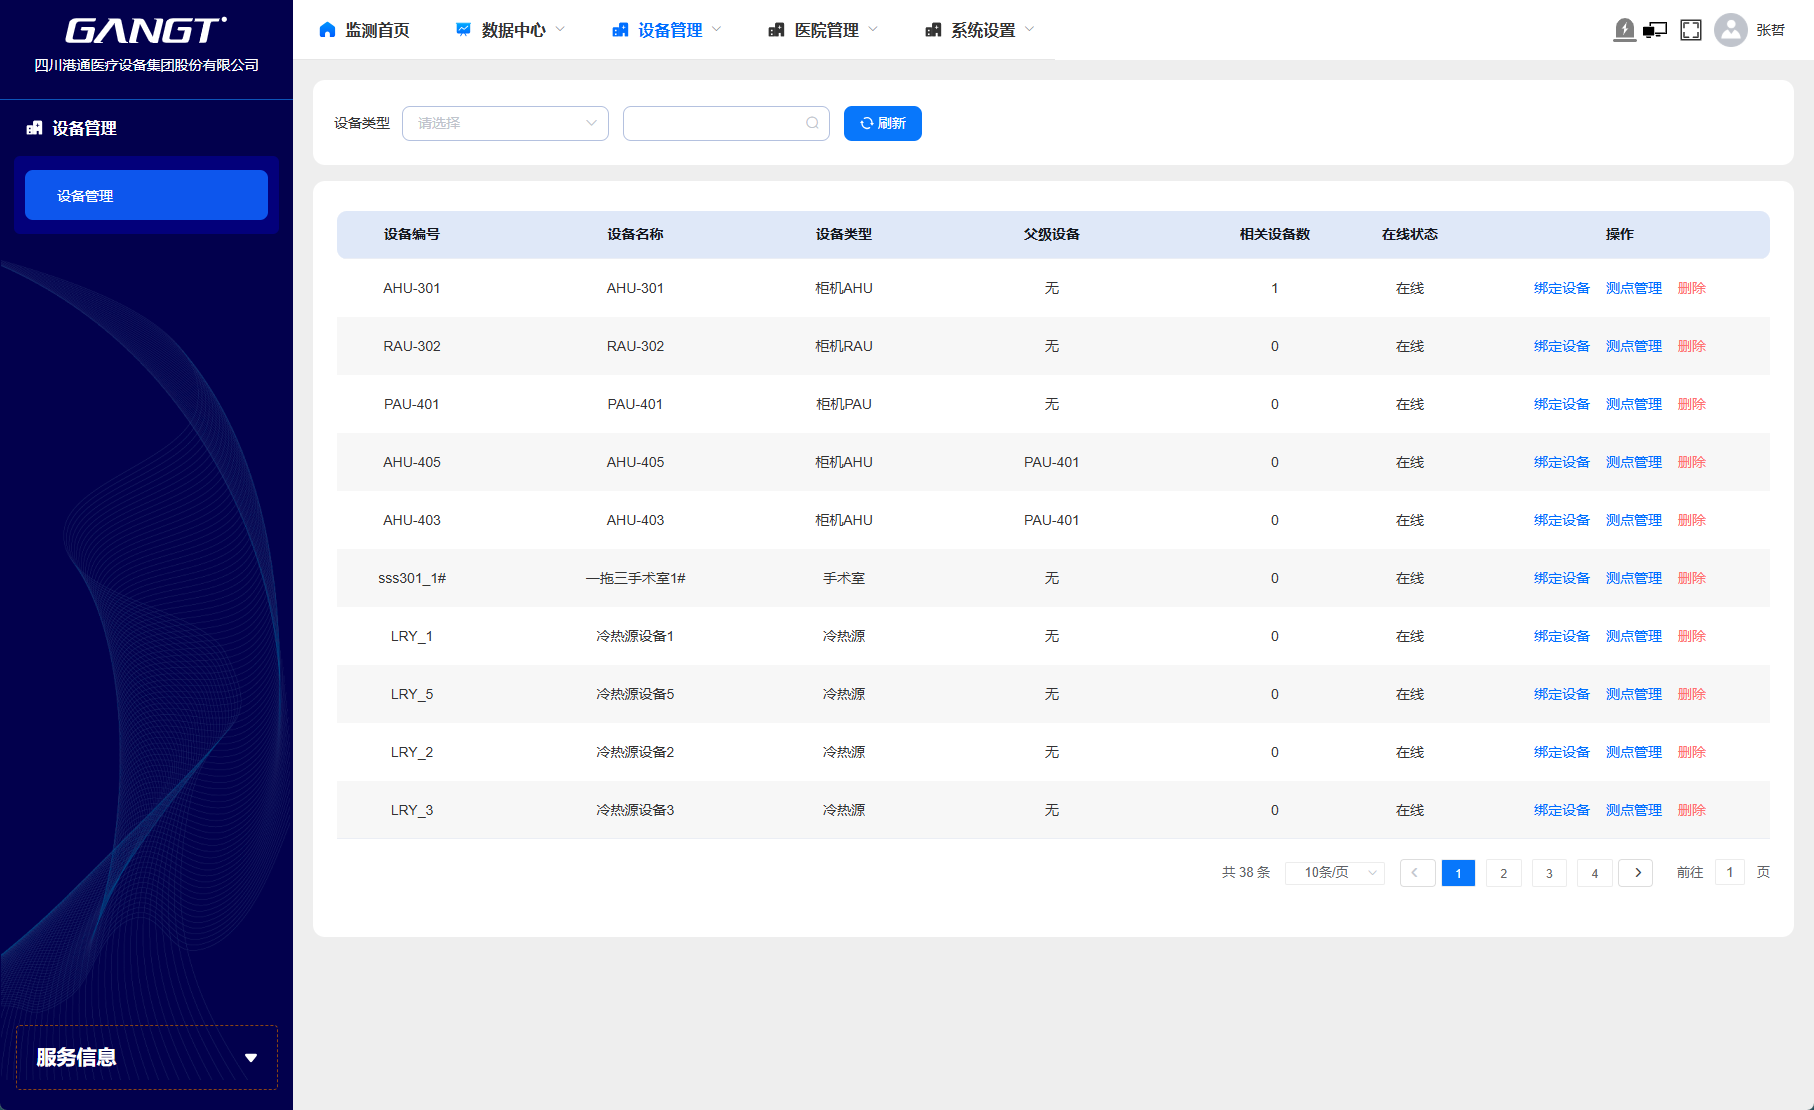 GANGT
四川港通医疗设备集团股份有限公司
设备管理
设备管理
服务信息
监测首页 数据中心 设备管理 医院管理 系统设置 张哲
设备类型 请选择 刷新
设备编号 设备名称 设备类型 父级设备 相关设备数 在线状态 操作
AHU-301 AHU-301 柜机AHU 无 1 在线 绑定设备 测点管理 删除
RAU-302 RAU-302 柜机RAU 无 0 在线 绑定设备 测点管理 删除
PAU-401 PAU-401 柜机PAU 无 0 在线 绑定设备 测点管理 删除
AHU-405 AHU-405 柜机AHU PAU-401 0 在线 绑定设备 测点管理 删除
AHU-403 AHU-403 柜机AHU PAU-401 0 在线 绑定设备 测点管理 删除
sss301_1# 一拖三手术室1# 手术室 无 0 在线 绑定设备 测点管理 删除
LRY_1 冷热源设备1 冷热源 无 0 在线 绑定设备 测点管理 删除
LRY_5 冷热源设备5 冷热源 无 0 在线 绑定设备 测点管理 删除
LRY_2 冷热源设备2 冷热源 无 0 在线 绑定设备 测点管理 删除
LRY_3 冷热源设备3 冷热源 无 0 在线 绑定设备 测点管理 删除
共 38 条 10条/页 1 2 3 4 前往 1 页